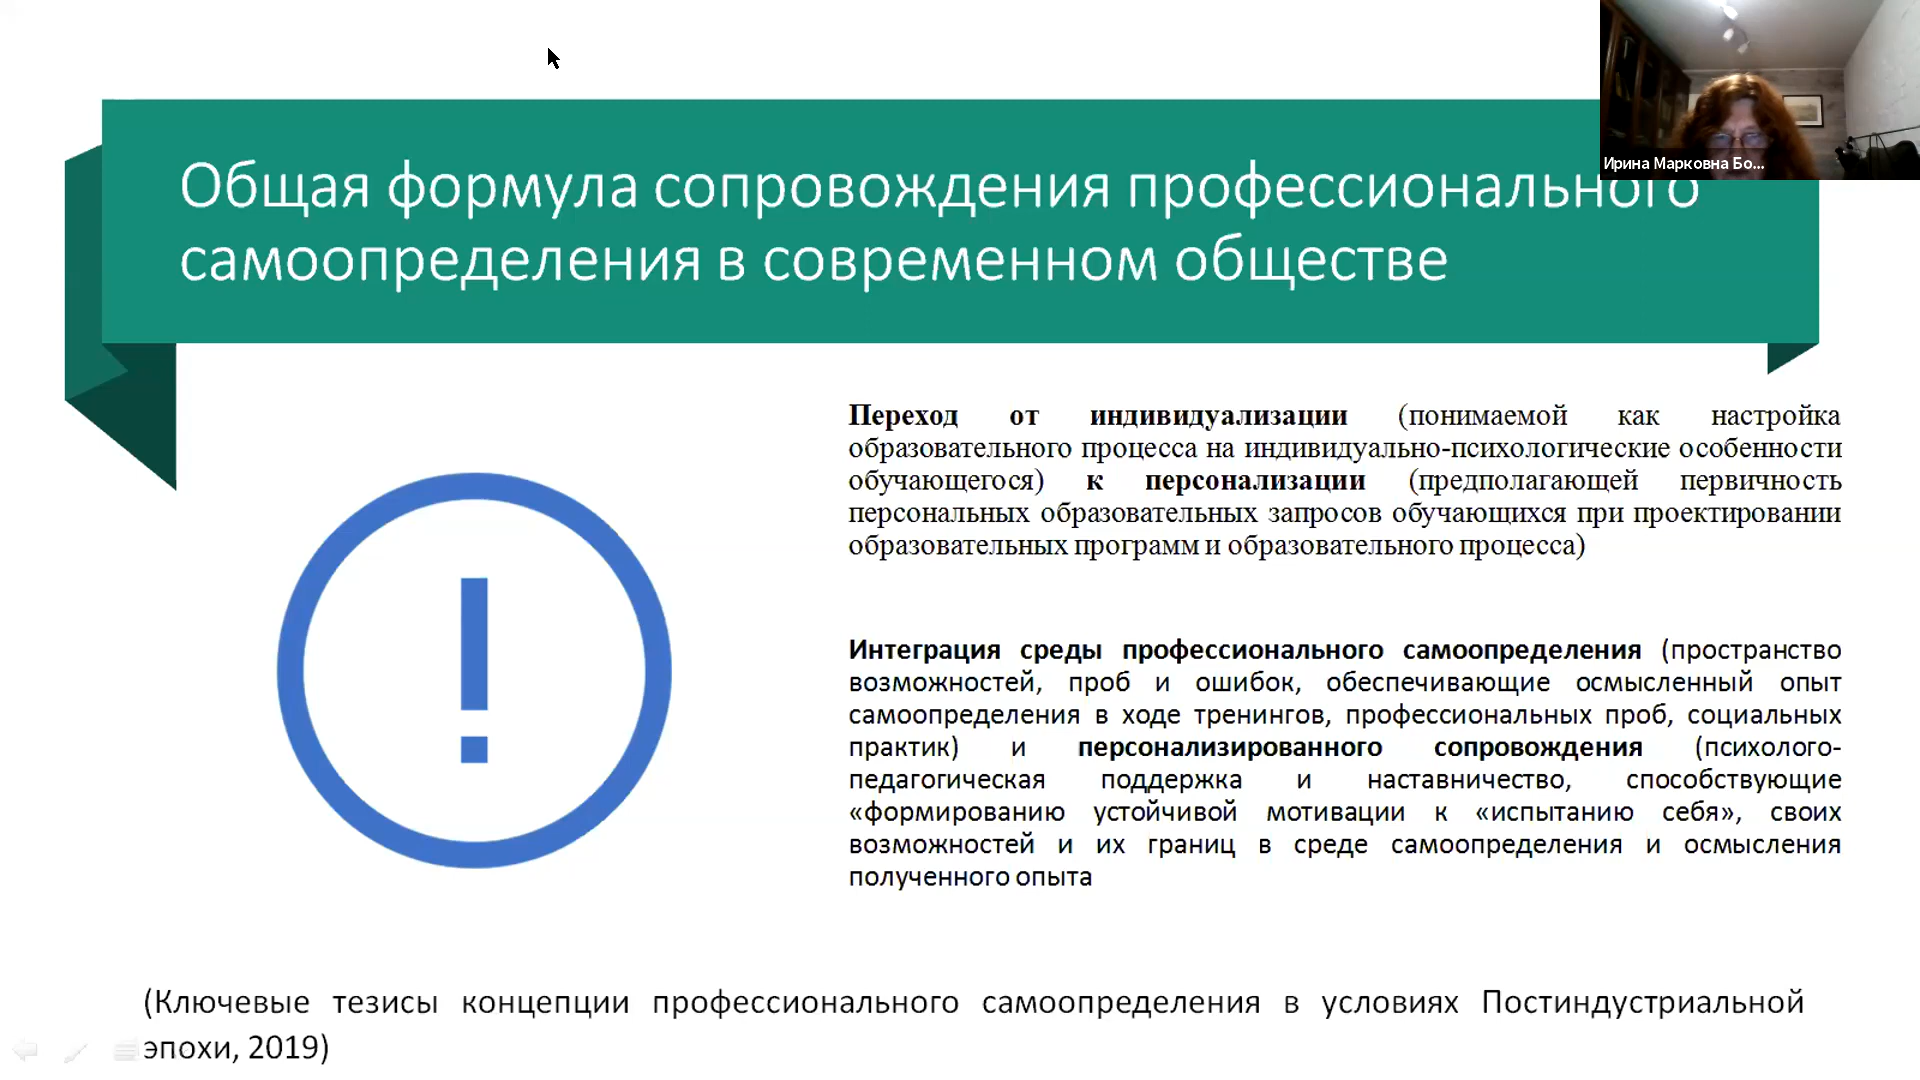 Ирина Марковна Бо...
Общая формула сопровождения профессионального
самоопределения в современном обществе
Переход от индивидуализации (понимаемой как настройка
образовательного процесса на индивидуально-психологические особенности
обучающегося) к персонализации (предполагающей первичность
персональных образовательных запросов обучающихся при проектировании
образовательных программ и образовательного процесса)
Интеграция среды профессионального самоопределения (пространство
возможностей, проб и ошибок, обеспечивающие осмысленный опыт
самоопределения в ходе тренингов, профессиональных проб, социальных
практик) и персонализированного сопровождения (психолого-
педагогическая поддержка и наставничество, способствующие
«формированию устойчивой мотивации к «испытанию себя», своих
возможностей и их границ в среде самоопределения и осмысления
полученного опыта
(Ключевые тезисы концепции профессионального самоопределения в условиях Постиндустриальной
эпохи, 2019)